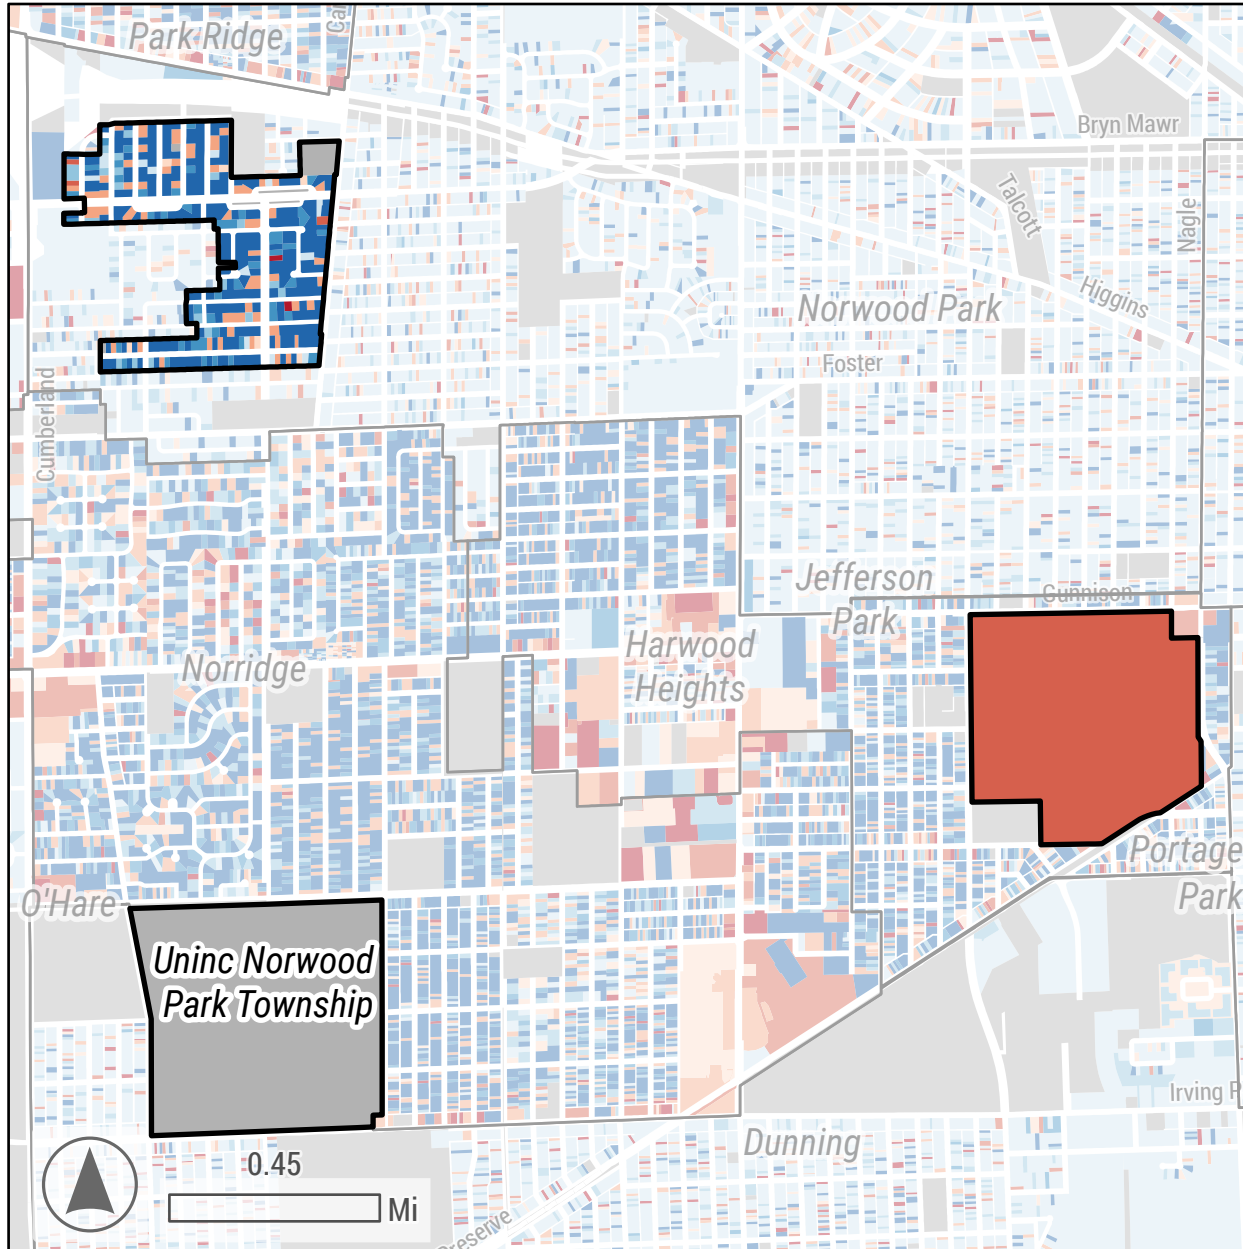 Park Ridge
Bryn Mawr
Talcott
Nagle
Norwood Park
Higgins
Foster
Cumberland
Jefferson
Park
Gunnison
Harwood
Heights
Norridge
Portage
Park
O'Hare
Uninc Norwood
Park Township
Irving P
Dunning
0.45
Mi